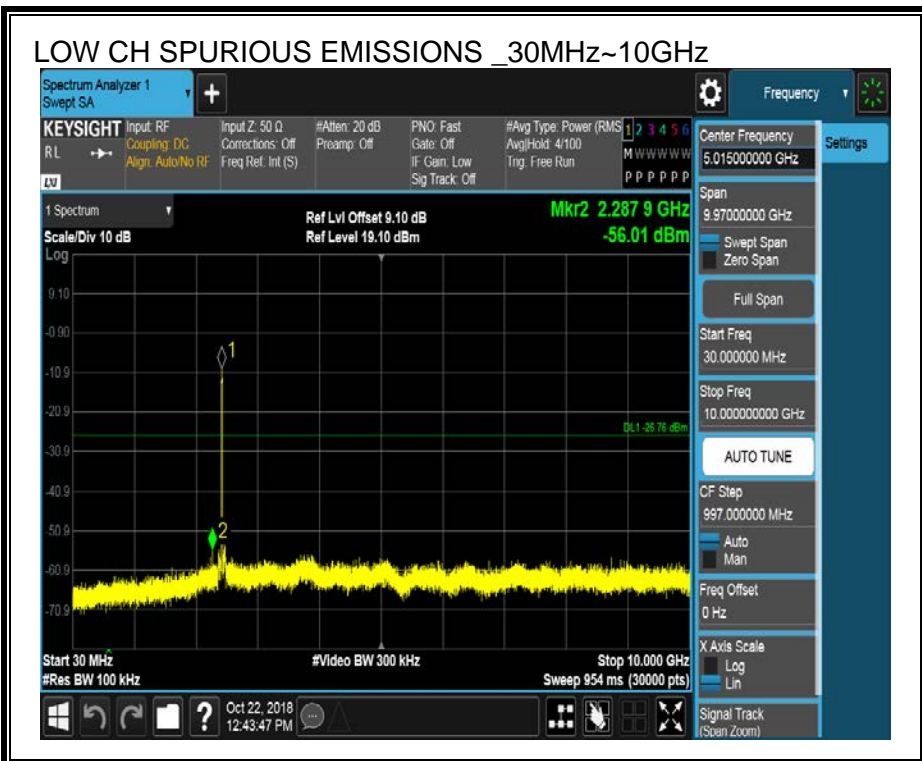 LOW CH SPURIOUS EMISSIONS _30MHz~10GHz
Spectrum Analyzer 1
Swept SA
+
Frequency
KEYSIGHT
RL
LXI
Input: RF
Coupling: DC
Align: Auto/No RF
Input Z: 50 Ω
Corrections: Off
Freq Ref: Int (S)
#Atten: 20 dB
Preamp: Off
PNO: Fast
Gate: Off
IF Gain: Low
Sig Track: Off
#Avg Type: Power (RMS
Avg|Hold: 4/100
Trig: Free Run
1 2 3 4 5 6
M W W W W W
P P P P P P
Center Frequency
5.015000000 GHz
Settings
Span
9.97000000 GHz
Swept Span
Zero Span
Full Span
Start Freq
30.000000 MHz
Stop Freq
10.000000000 GHz
AUTO TUNE
CF Step
997.000000 MHz
Auto
Man
Freq Offset
0 Hz
X Axis Scale
Log
Lin
Signal Track
(Span Zoom)
1 Spectrum
Scale/Div 10 dB
Log
Ref Lvl Offset 9.10 dB
Ref Level 19.10 dBm
Mkr2 2.287 9 GHz
-56.01 dBm
9.10
-0.90
1
-10.9
-20.9
DL1 -26.76 dBm
-30.9
-40.9
-50.9
2
-60.9
-70.9
Start 30 MHz
#Video BW 300 kHz
Stop 10.000 GHz
#Res BW 100 kHz
Sweep 954 ms (30000 pts)
?
Oct 22, 2018
12:43:47 PM